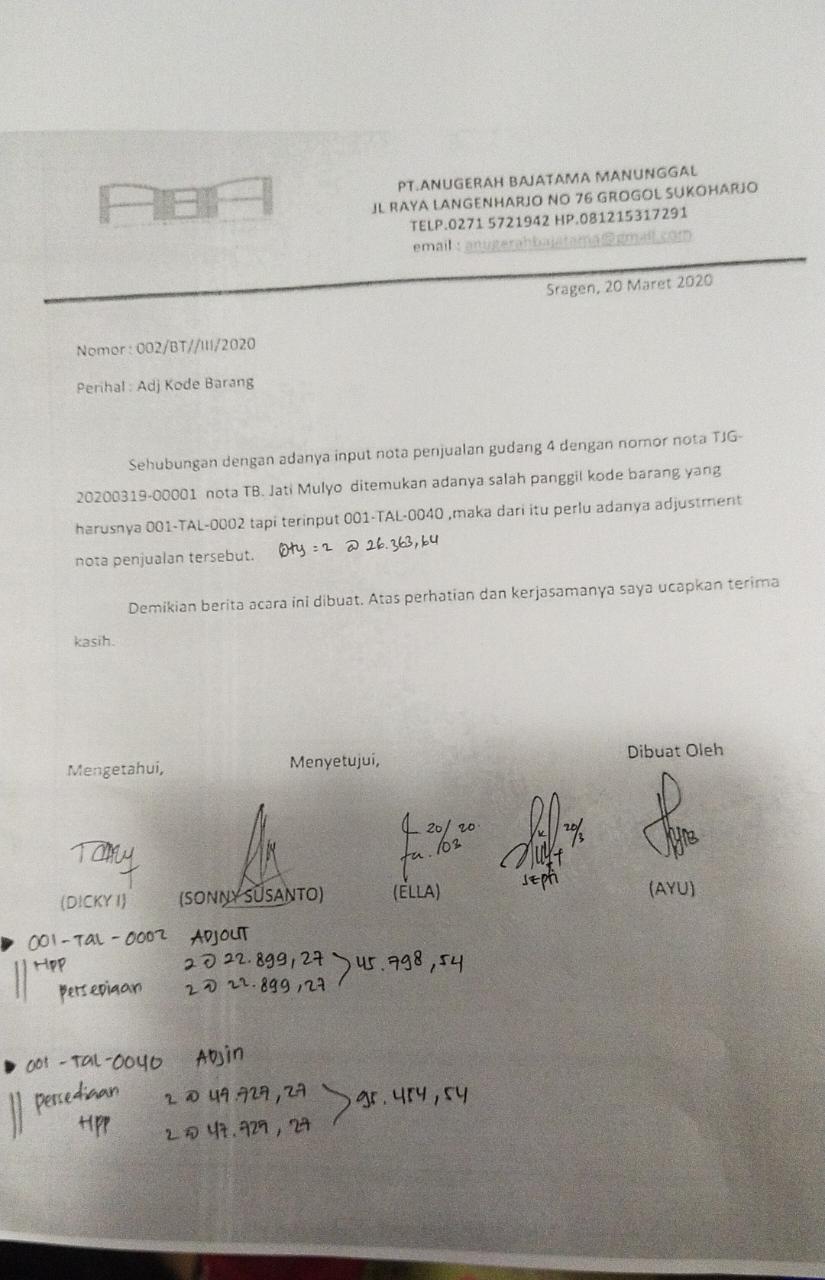 ABA
PT.ANUGERAH BAJATAMA MANUNGGAL
JL RAYA LANGENHARJO NO 76 GROGOL SUKOHARJO
TELP.0271 5721942 HP.081215317291
email : anugerahbajatama@gmail.com
Sragen, 20 Maret 2020
Nomor : 002/BT//III/2020
Perihal : Adj Kode Barang
Sehubungan dengan adanya input nota penjualan gudang 4 dengan nomor nota TJG-
20200319-00001 nota TB. Jati Mulyo ditemukan adanya salah panggil kode barang yang
harusnya 001-TAL-0002 tapi terinput 001-TAL-0040 ,maka dari itu perlu adanya adjustment
nota penjualan tersebut. Qty = 2 @ 26.363,64
Demikian berita acara ini dibuat. Atas perhatian dan kerjasamanya saya ucapkan terima
kasih.
Mengetahui, Menyetujui, Dibuat Oleh
20/03 20 20/3
SEPTI
(DICKY I) (SONNY SUSANTO) (ELLA) (AYU)
001-TAL-0002 ADJOUT
HPP 2 @ 22.899,27 45.798,54
persediaan 2 @ 22.899,27
001-TAL-0040 ADJIN
persediaan 2 @ 95.454,54
HPP 2 @ 47.727,27